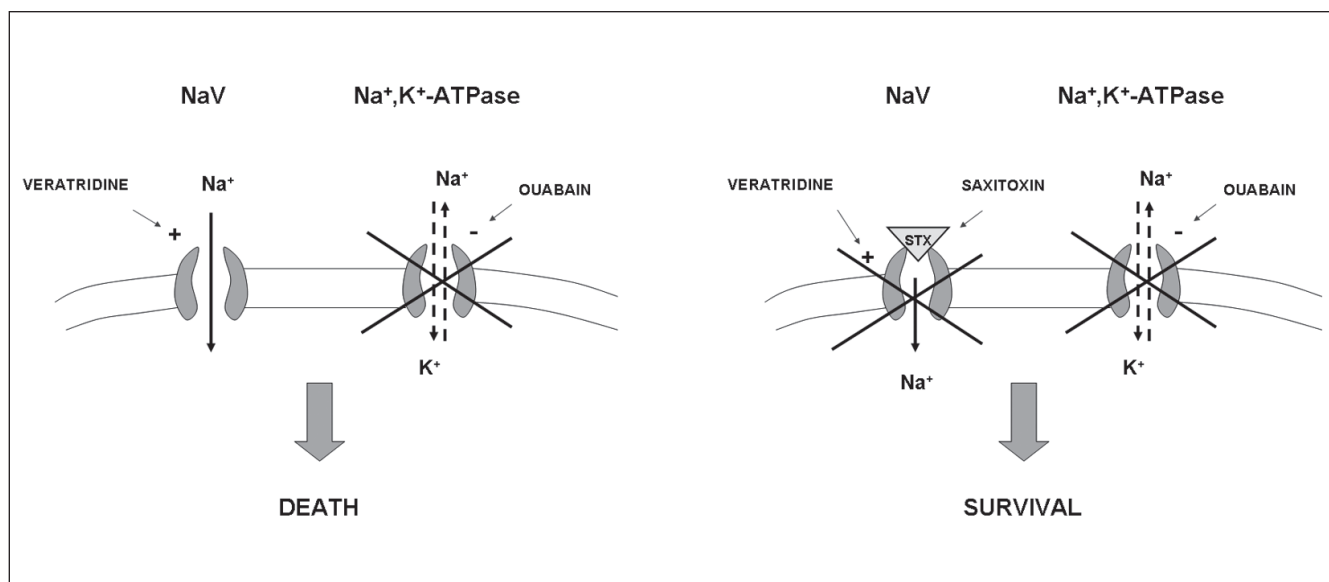 NaV Na⁺,K⁺-ATPase
VERATRIDINE Na⁺ Na⁺ OUABAIN
+ -
K⁺
DEATH
NaV Na⁺,K⁺-ATPase
VERATRIDINE SAXITOXIN Na⁺ OUABAIN
+ STX -
Na⁺ K⁺
SURVIVAL